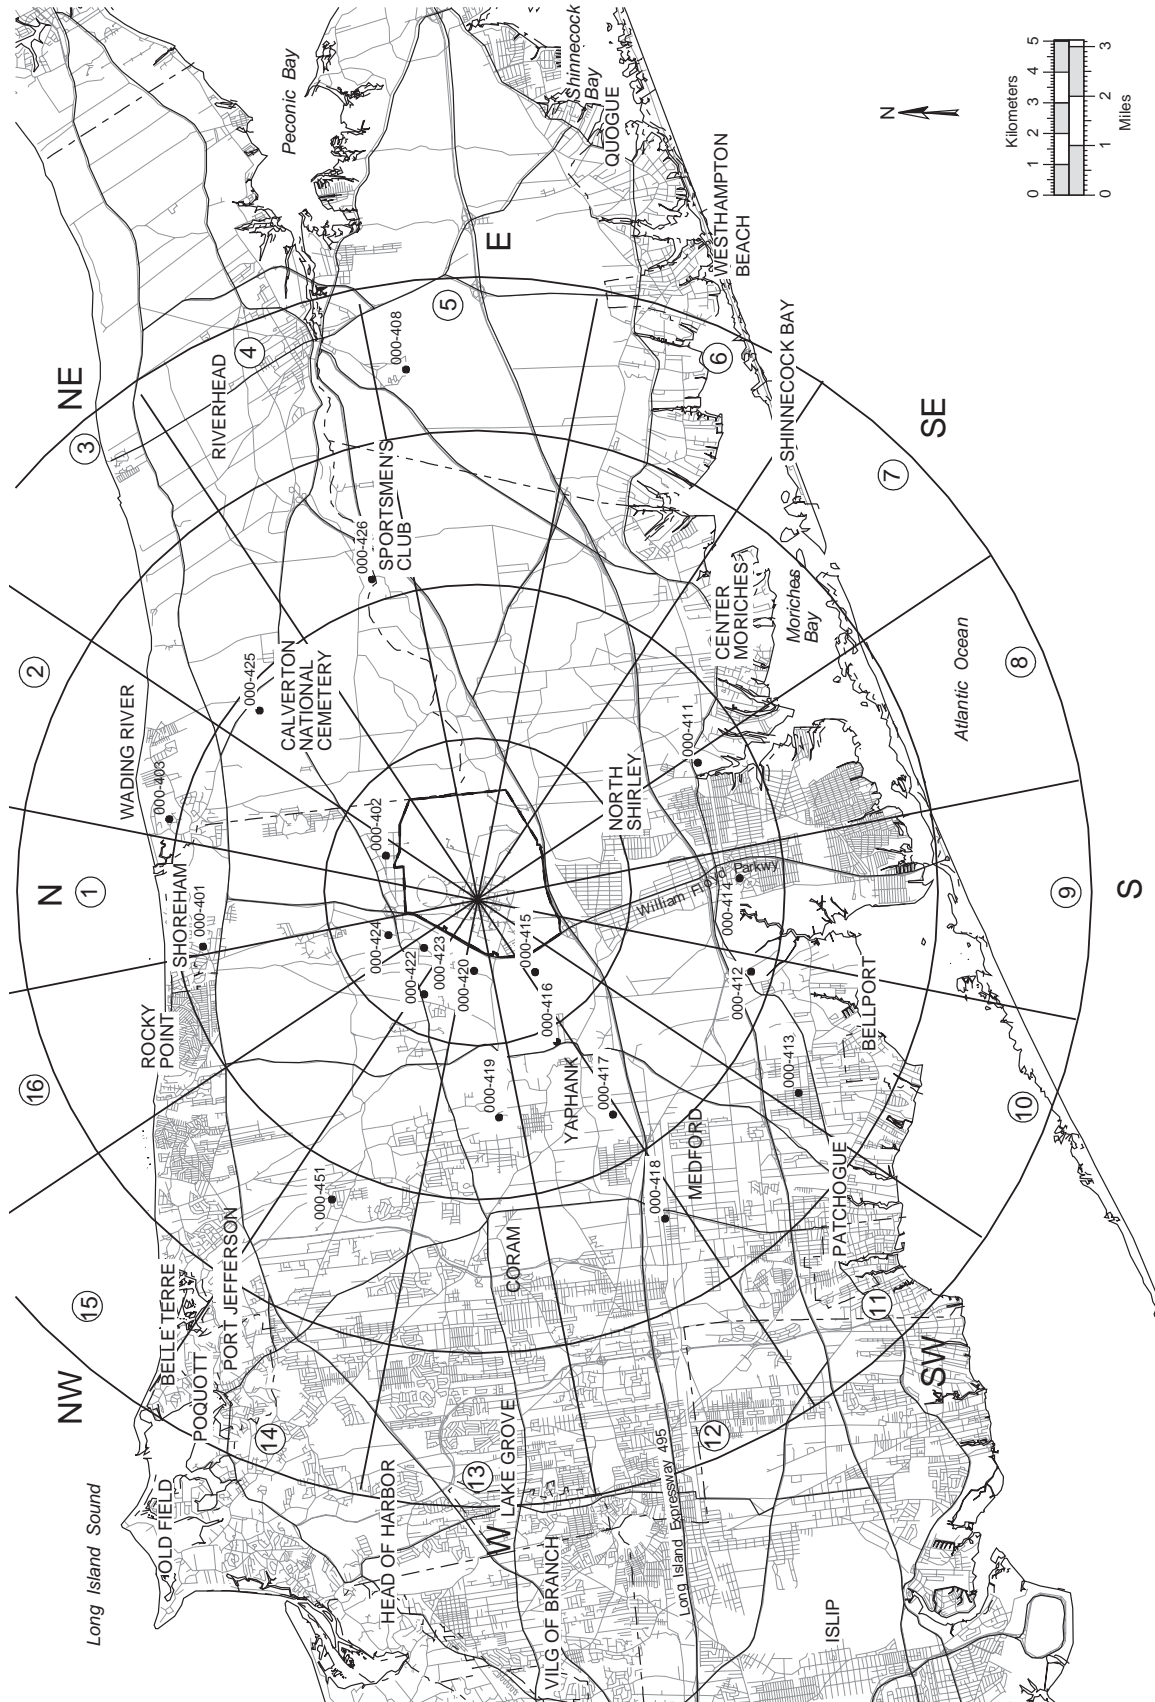 Long Island Sound
Peconic Bay
Shinnecock
Bay
QUOGUE
WESTHAMPTON
BEACH
SHINNECOCK BAY
Moriches
Bay
Atlantic Ocean
N
Kilometers
0 1 2 3 4 5
0 1 2 3
Miles
NW
N
NE
E
SE
S
SW
W
1
2
3
4
5
6
7
8
9
10
11
12
13
14
15
16
OLD FIELD
POQUOTT
BELLE TERRE
PORT JEFFERSON
ROCKY
POINT
SHOREHAM
WADING RIVER
RIVERHEAD
CALVERTON
NATIONAL
CEMETERY
SPORTSMEN'S
CLUB
HEAD OF HARBOR
LAKE GROVE
VILG OF BRANCH
CORAM
YAPHANK
NORTH
SHIRLEY
CENTER
MORICHES
MEDFORD
PATCHOGUE
BELLPORT
ISLIP
Long Island Expressway 495
William Floyd Parkwy
000-401
000-402
000-403
000-408
000-411
000-412
000-413
000-414
000-415
000-416
000-417
000-418
000-419
000-420
000-422
000-423
000-424
000-425
000-426
000-451